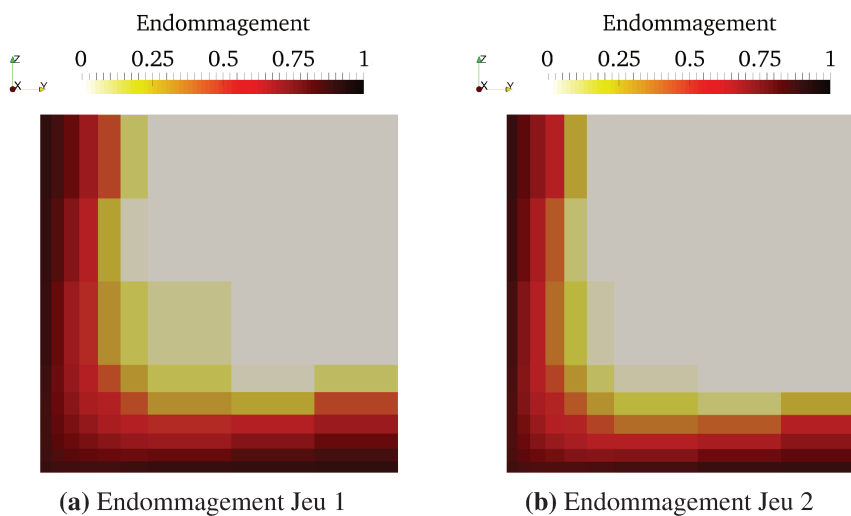 Endommagement
0 0.25 0.5 0.75 1
Z
X Y
(a) Endommagement Jeu 1
Endommagement
0 0.25 0.5 0.75 1
Z
X Y
(b) Endommagement Jeu 2